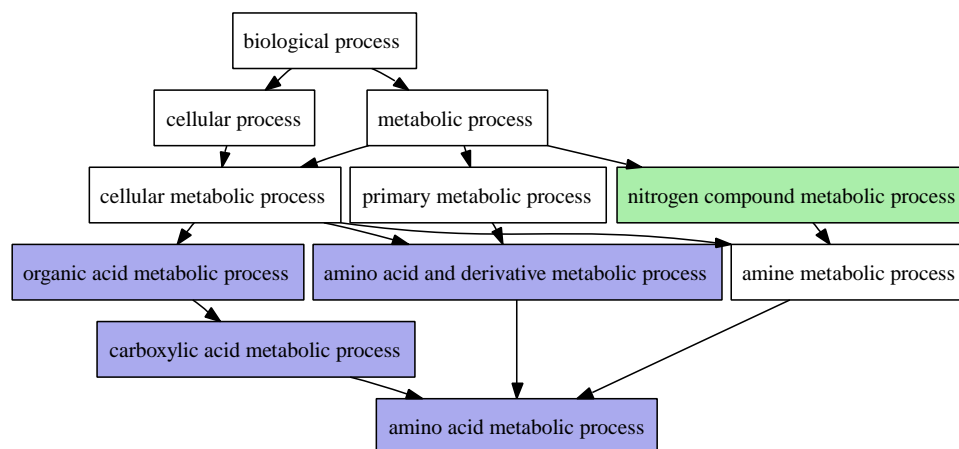 biological process
cellular process
metabolic process
cellular metabolic process
primary metabolic process
nitrogen compound metabolic process
organic acid metabolic process
amino acid and derivative metabolic process
amine metabolic process
carboxylic acid metabolic process
amino acid metabolic process